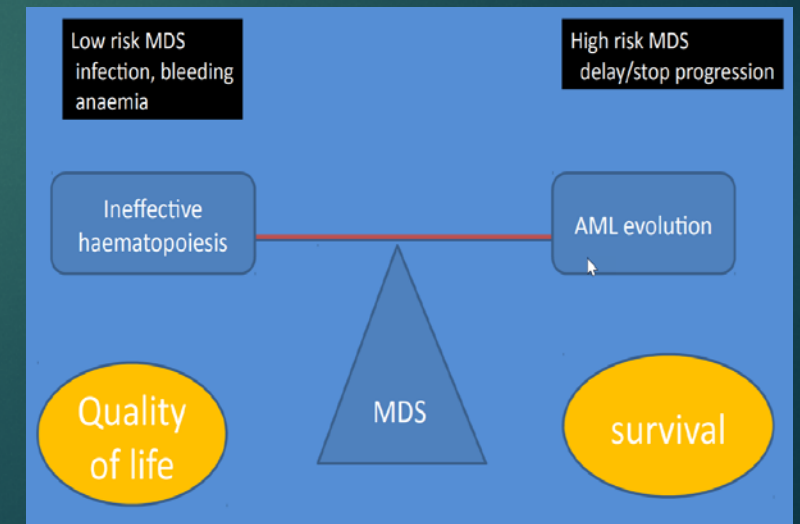 Low risk MDS
infection, bleeding
anaemia
High risk MDS
delay/stop progression
Ineffective
haematopoiesis
AML evolution
MDS
Quality
of life
survival